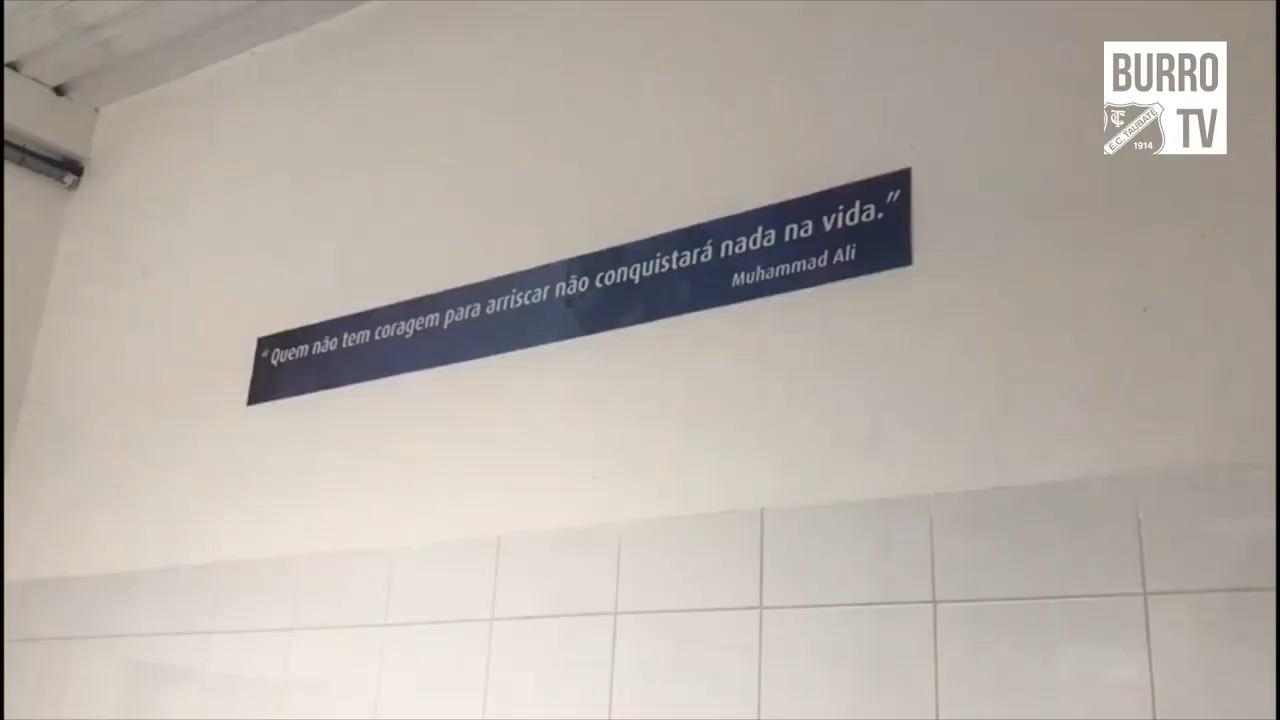 BURRO
TV
E.C. TAUBATÉ
1914
“Quem não tem coragem para arriscar não conquistará nada na vida.”
Muhammad Ali